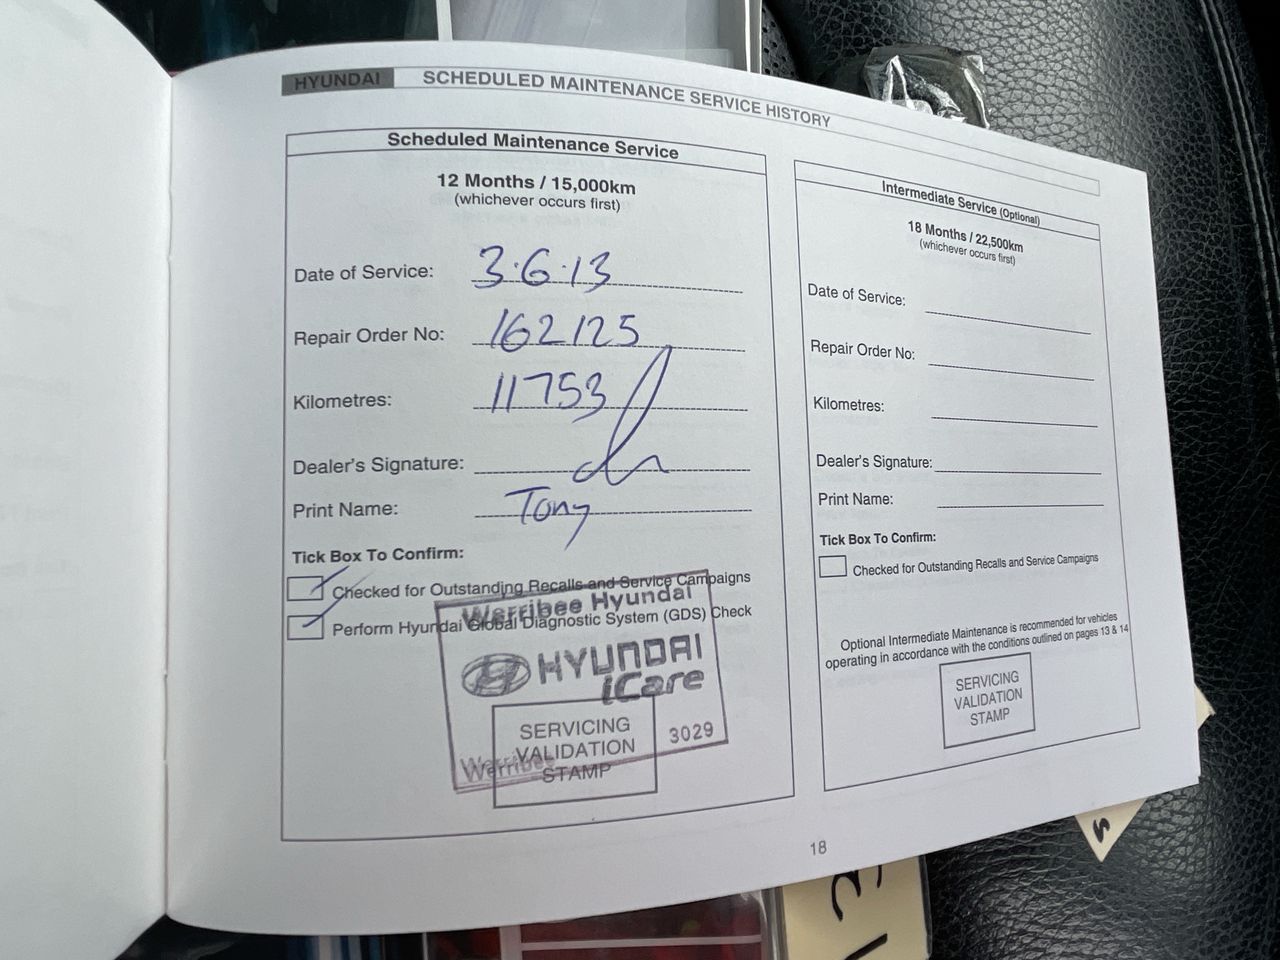 HYUNDAI SCHEDULED MAINTENANCE SERVICE HISTORY
Scheduled Maintenance Service
12 Months / 15,000km
(whichever occurs first)
Date of Service: 3.6.13
Repair Order No: 162125
Kilometres: 11753
Dealer's Signature:
Print Name: Tony
Tick Box To Confirm:
Checked for Outstanding Recalls and Service Campaigns
Perform Hyundai Global Diagnostic System (GDS) Check
Werribee Hyundai
HYUNDAI
iCare
3029
Werribee
SERVICING
VALIDATION
STAMP
Intermediate Service (Optional)
18 Months / 22,500km
(whichever occurs first)
Date of Service:
Repair Order No:
Kilometres:
Dealer's Signature:
Print Name:
Tick Box To Confirm:
Checked for Outstanding Recalls and Service Campaigns
Optional Intermediate Maintenance is recommended for vehicles
operating in accordance with the conditions outlined on pages 13 & 14
SERVICING
VALIDATION
STAMP
18